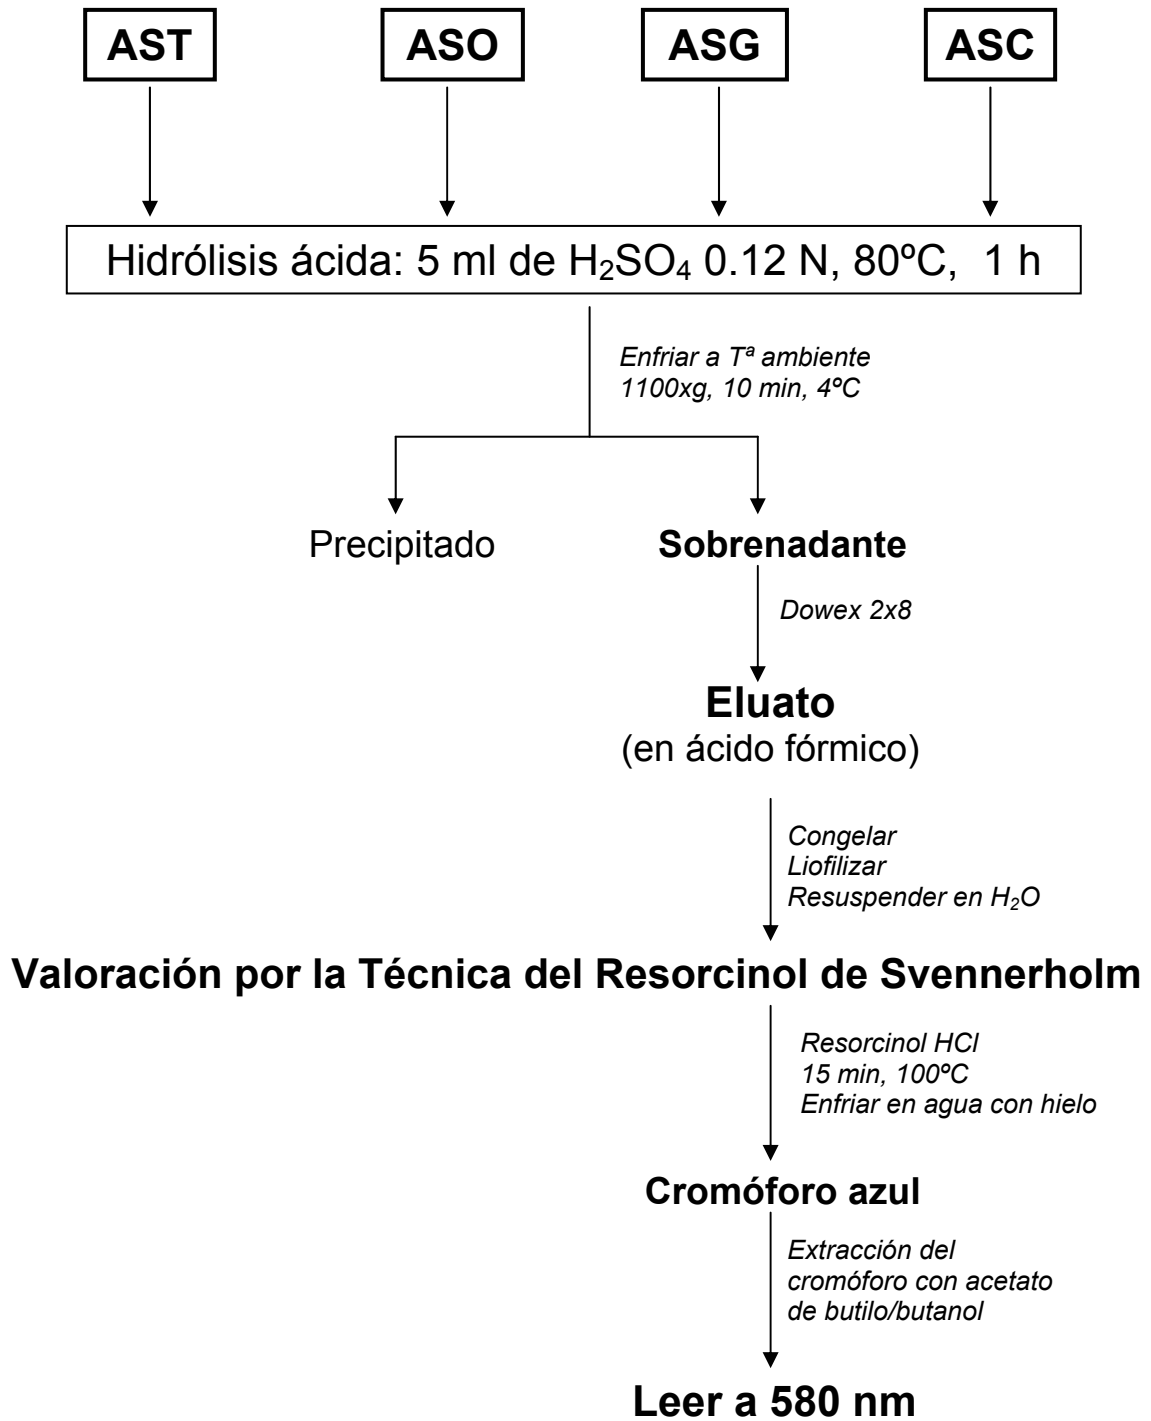 AST ASO ASG ASC
Hidrólisis ácida: 5 ml de H₂SO₄ 0.12 N, 80ºC, 1 h
Enfriar a Tª ambiente
1100xg, 10 min, 4ºC
Precipitado Sobrenadante
Dowex 2x8
Eluato
(en ácido fórmico)
Congelar
Liofilizar
Resuspender en H₂O
Valoración por la Técnica del Resorcinol de Svennerholm
Resorcinol HCl
15 min, 100ºC
Enfriar en agua con hielo
Cromóforo azul
Extracción del
cromóforo con acetato
de butilo/butanol
Leer a 580 nm